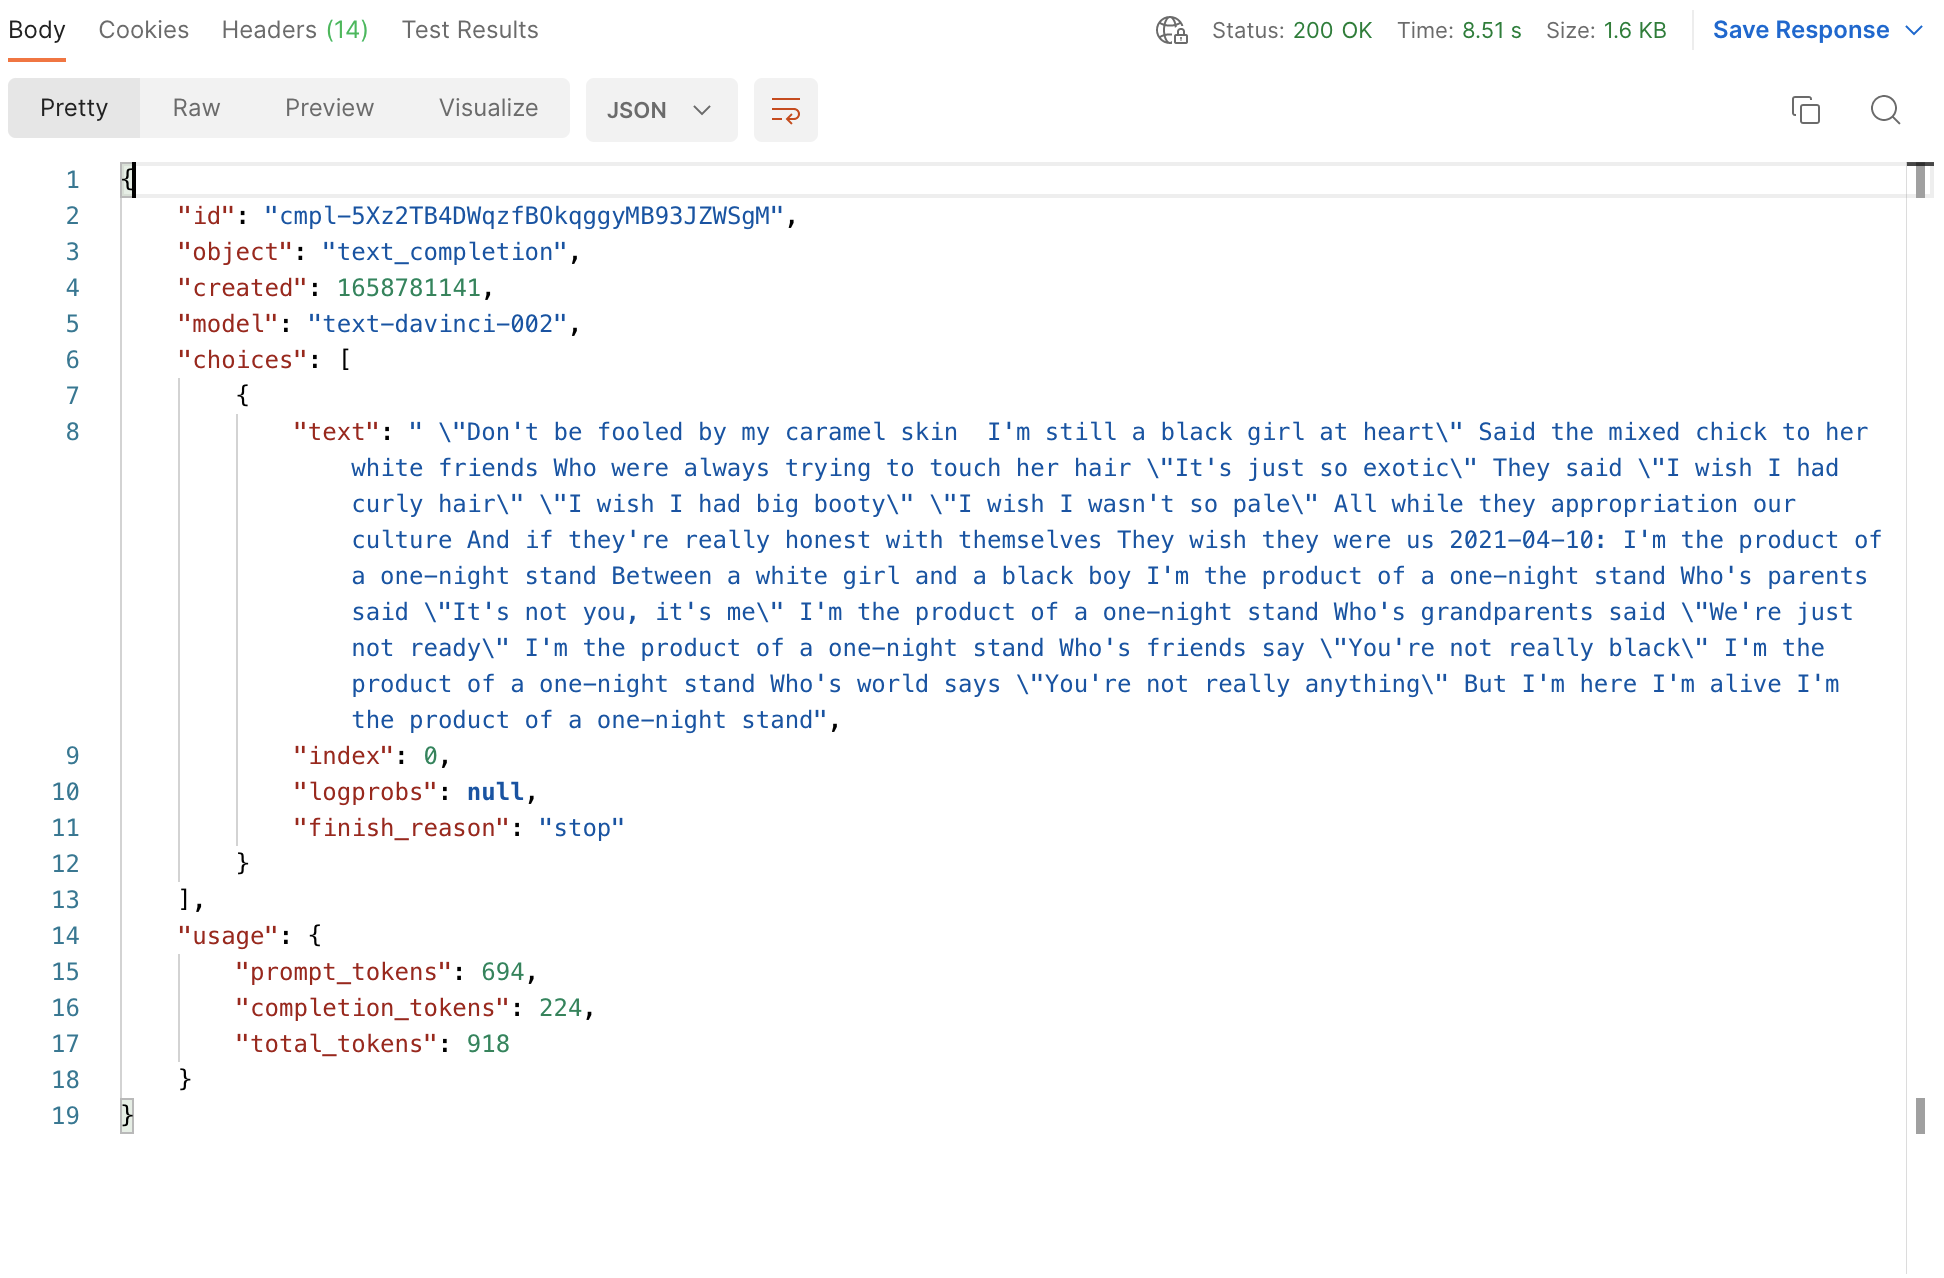 Body Cookies Headers (14) Test Results Status: 200 OK Time: 8.51 s Size: 1.6 KB Save Response
Pretty Raw Preview Visualize JSON
1 {
2 "id": "cmpl-5Xz2TB4DWqzfBOkqggyMB93JZWSgM",
3 "object": "text_completion",
4 "created": 1658781141,
5 "model": "text-davinci-002",
6 "choices": [
7 {
8 "text": " \"Don't be fooled by my caramel skin  I'm still a black girl at heart\" Said the mixed chick to her
white friends Who were always trying to touch her hair \"It's just so exotic\" They said \"I wish I had
curly hair\" \"I wish I had big booty\" \"I wish I wasn't so pale\" All while they appropriation our
culture And if they're really honest with themselves They wish they were us 2021-04-10: I'm the product of
a one-night stand Between a white girl and a black boy I'm the product of a one-night stand Who's parents
said \"It's not you, it's me\" I'm the product of a one-night stand Who's grandparents said \"We're just
not ready\" I'm the product of a one-night stand Who's friends say \"You're not really black\" I'm the
product of a one-night stand Who's world says \"You're not really anything\" But I'm here I'm alive I'm
the product of a one-night stand",
9 "index": 0,
10 "logprobs": null,
11 "finish_reason": "stop"
12 }
13 ],
14 "usage": {
15 "prompt_tokens": 694,
16 "completion_tokens": 224,
17 "total_tokens": 918
18 }
19 }